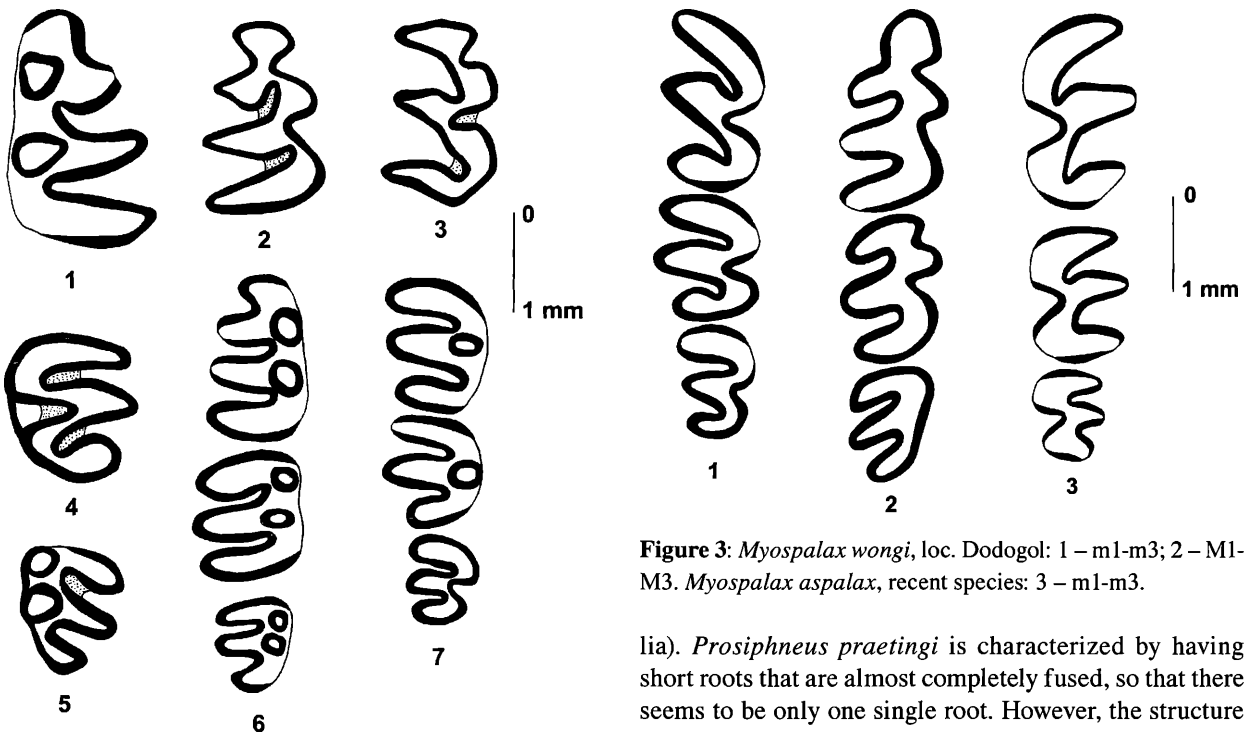 1
2
3
0
1 mm
4
5
6
7
1
2
3
0
1 mm
Figure 3: Myospalax wongi, loc. Dodogol: 1 – m1-m3; 2 – M1-
M3. Myospalax aspalax, recent species: 3 – m1-m3.
lia). Prosiphneus praetingi is characterized by having
short roots that are almost completely fused, so that there
seems to be only one single root. However, the structure